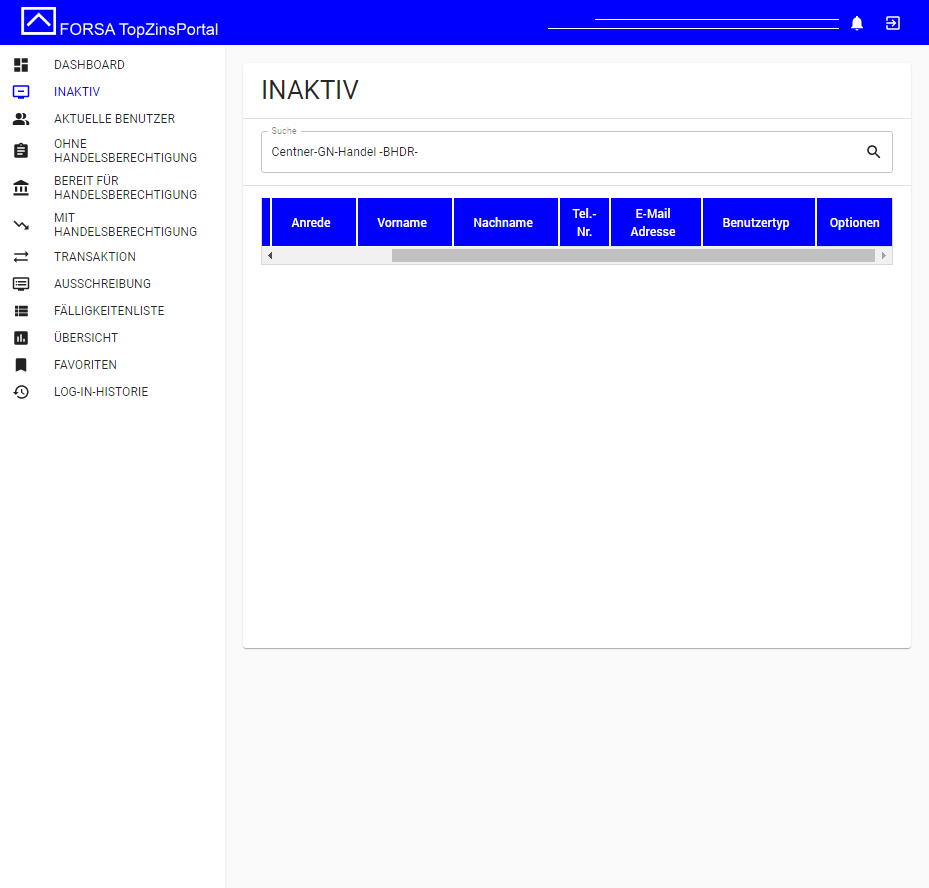 FORSA TopZinsPortal
DASHBOARD
INAKTIV
AKTUELLE BENUTZER
OHNE
HANDELSBERECHTIGUNG
BEREIT FÜR
HANDELSBERECHTIGUNG
MIT
HANDELSBERECHTIGUNG
TRANSAKTION
AUSSCHREIBUNG
FÄLLIGKEITENLISTE
ÜBERSICHT
FAVORITEN
LOG-IN-HISTORIE
INAKTIV
Suche
Centner-GN-Handel -BHDR-
Anrede Vorname Nachname Tel.-Nr. E-Mail Adresse Benutzertyp Optionen